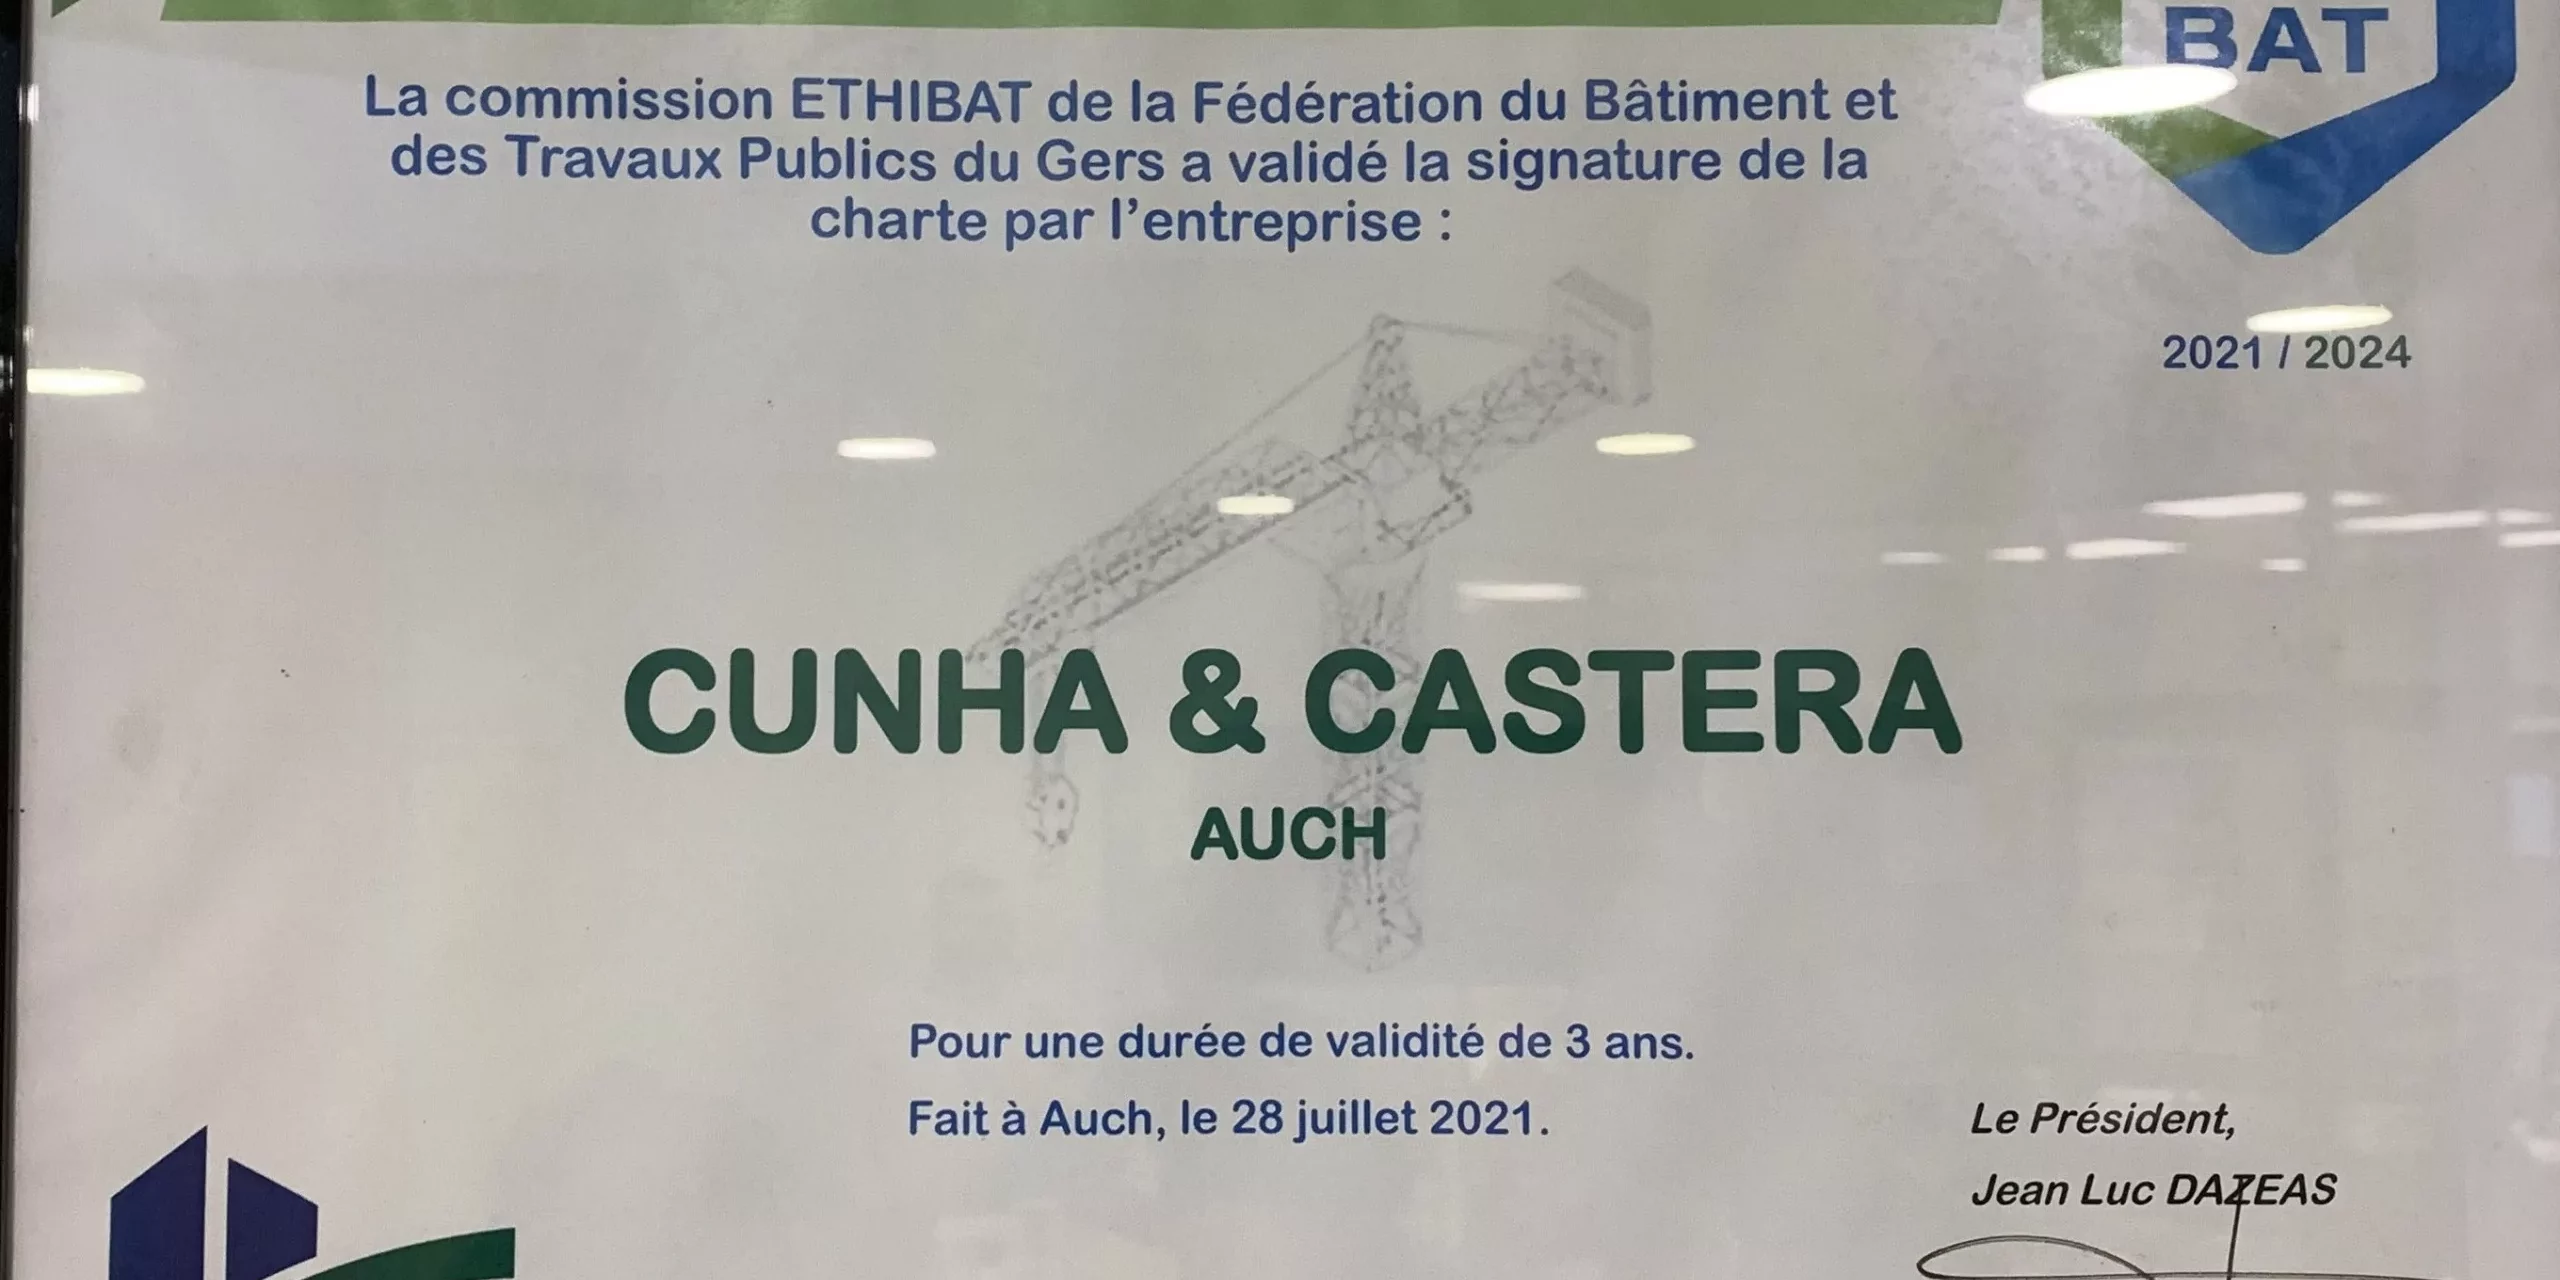 BAT
La commission ETHIBAT de la Fédération du Bâtiment et
des Travaux Publics du Gers a validé la signature de la
charte par l'entreprise :
2021 / 2024
CUNHA & CASTERA
AUCH
Pour une durée de validité de 3 ans.
Fait à Auch, le 28 juillet 2021.
Le Président,
Jean Luc DAZEAS